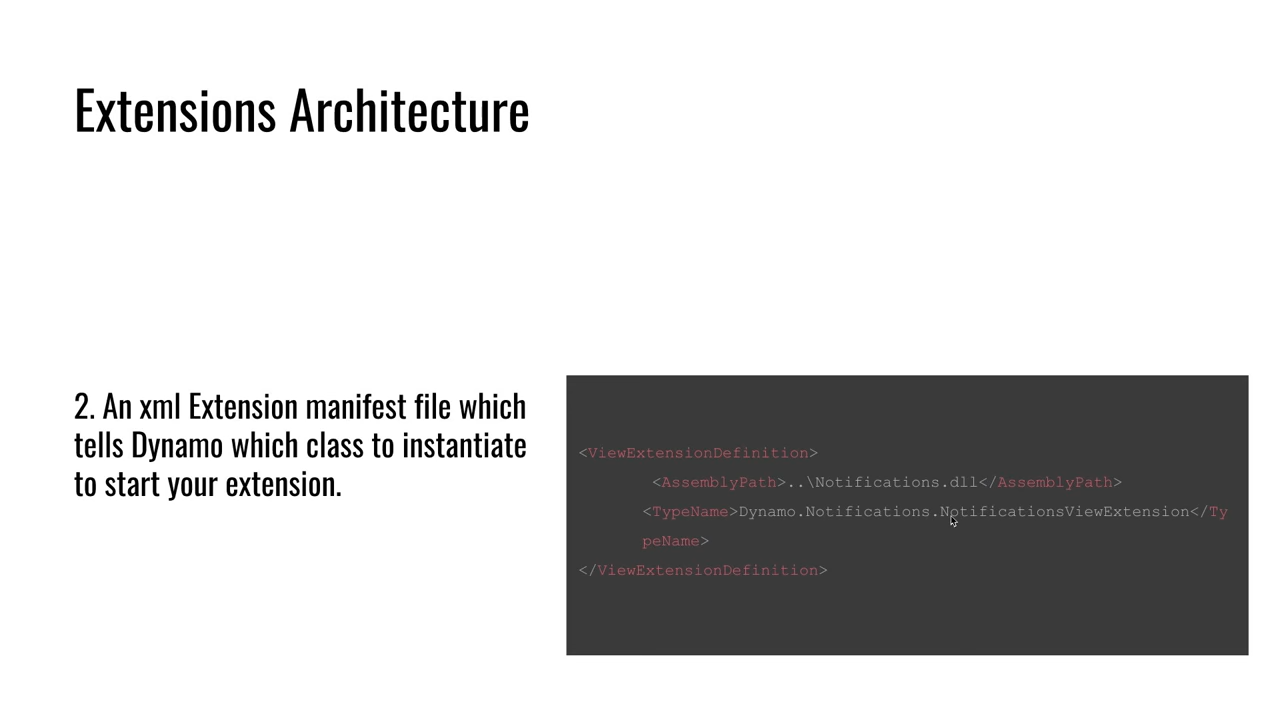 Extensions Architecture
2. An xml Extension manifest file which
tells Dynamo which class to instantiate
to start your extension.
<ViewExtensionDefinition>
<AssemblyPath>..\Notifications.dll</AssemblyPath>
<TypeName>Dynamo.Notifications.NotificationsViewExtension</Ty
peName>
</ViewExtensionDefinition>